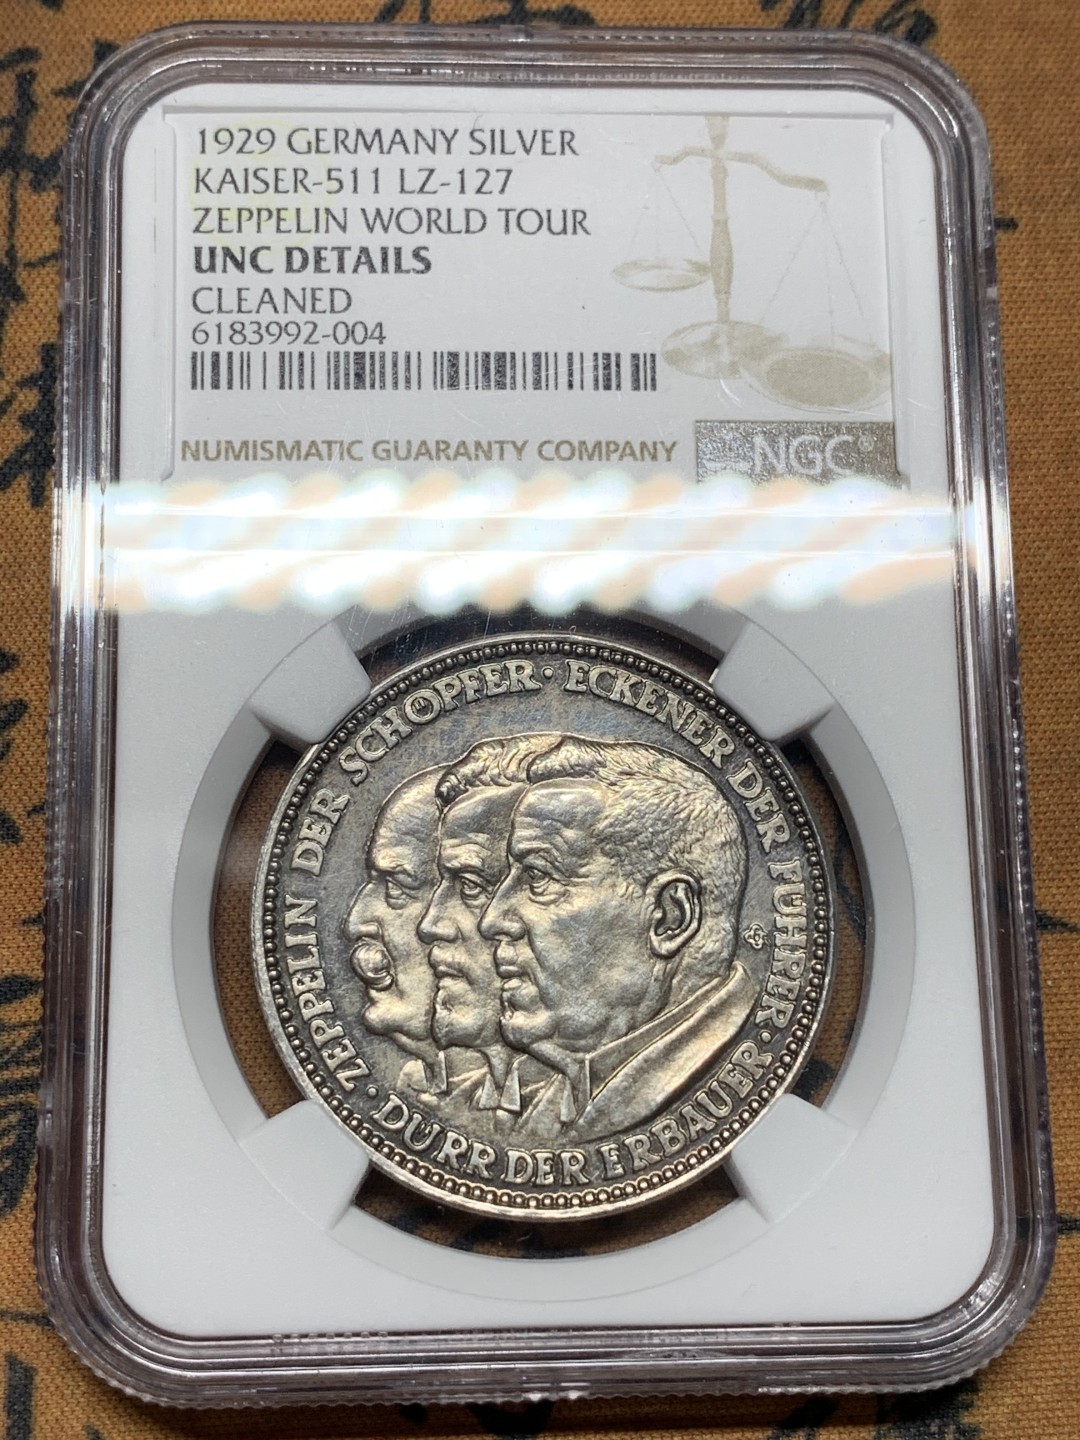 1929 GERMANY SILVER
KAISER-511 LZ-127
ZEPPELIN WORLD TOUR
UNC DETAILS
CLEANED
6183992-004
NUMISMATIC GUARANTY COMPANY
NGC®
ZEPPELIN DER SCHÖPFER · ECKENER DER FÜHRER · DÜRR DER ERBAUER ·